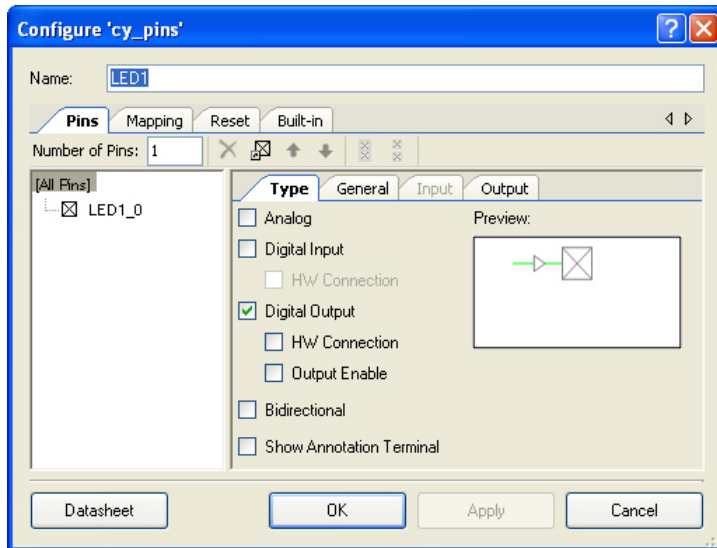 Configure 'cy_pins'
Name: LED1
Pins Mapping Reset Built-in
Number of Pins: 1
[All Pins]
LED1_0
Type General Input Output
Analog
Preview:
Digital Input
HW Connection
Digital Output
HW Connection
Output Enable
Bidirectional
Show Annotation Terminal
Datasheet OK Apply Cancel